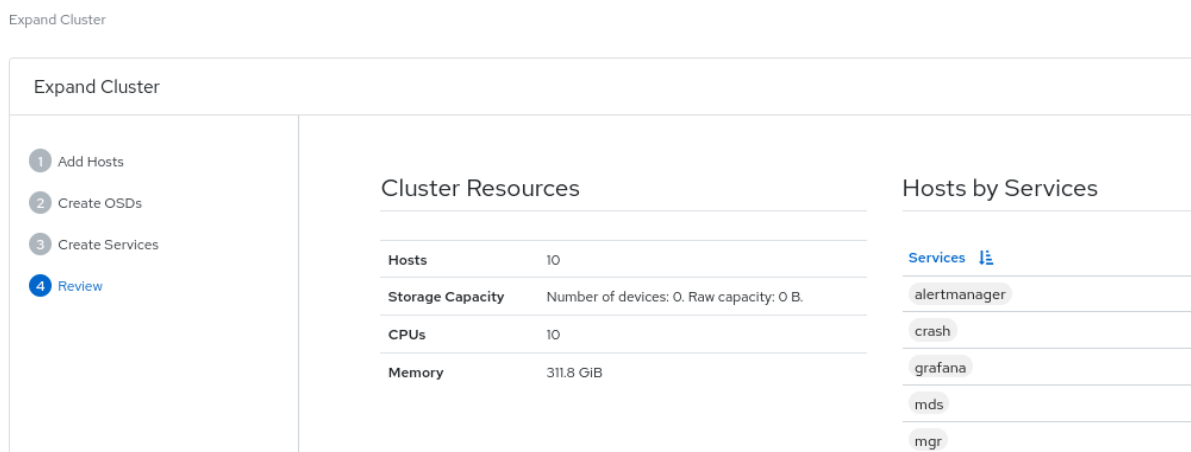 Expand Cluster
Expand Cluster
1 Add Hosts
2 Create OSDs
3 Create Services
4 Review
Cluster Resources
Hosts 10
Storage Capacity Number of devices: 0. Raw capacity: 0 B.
CPUs 10
Memory 311.8 GiB
Hosts by Services
Services
alertmanager
crash
grafana
mds
mgr